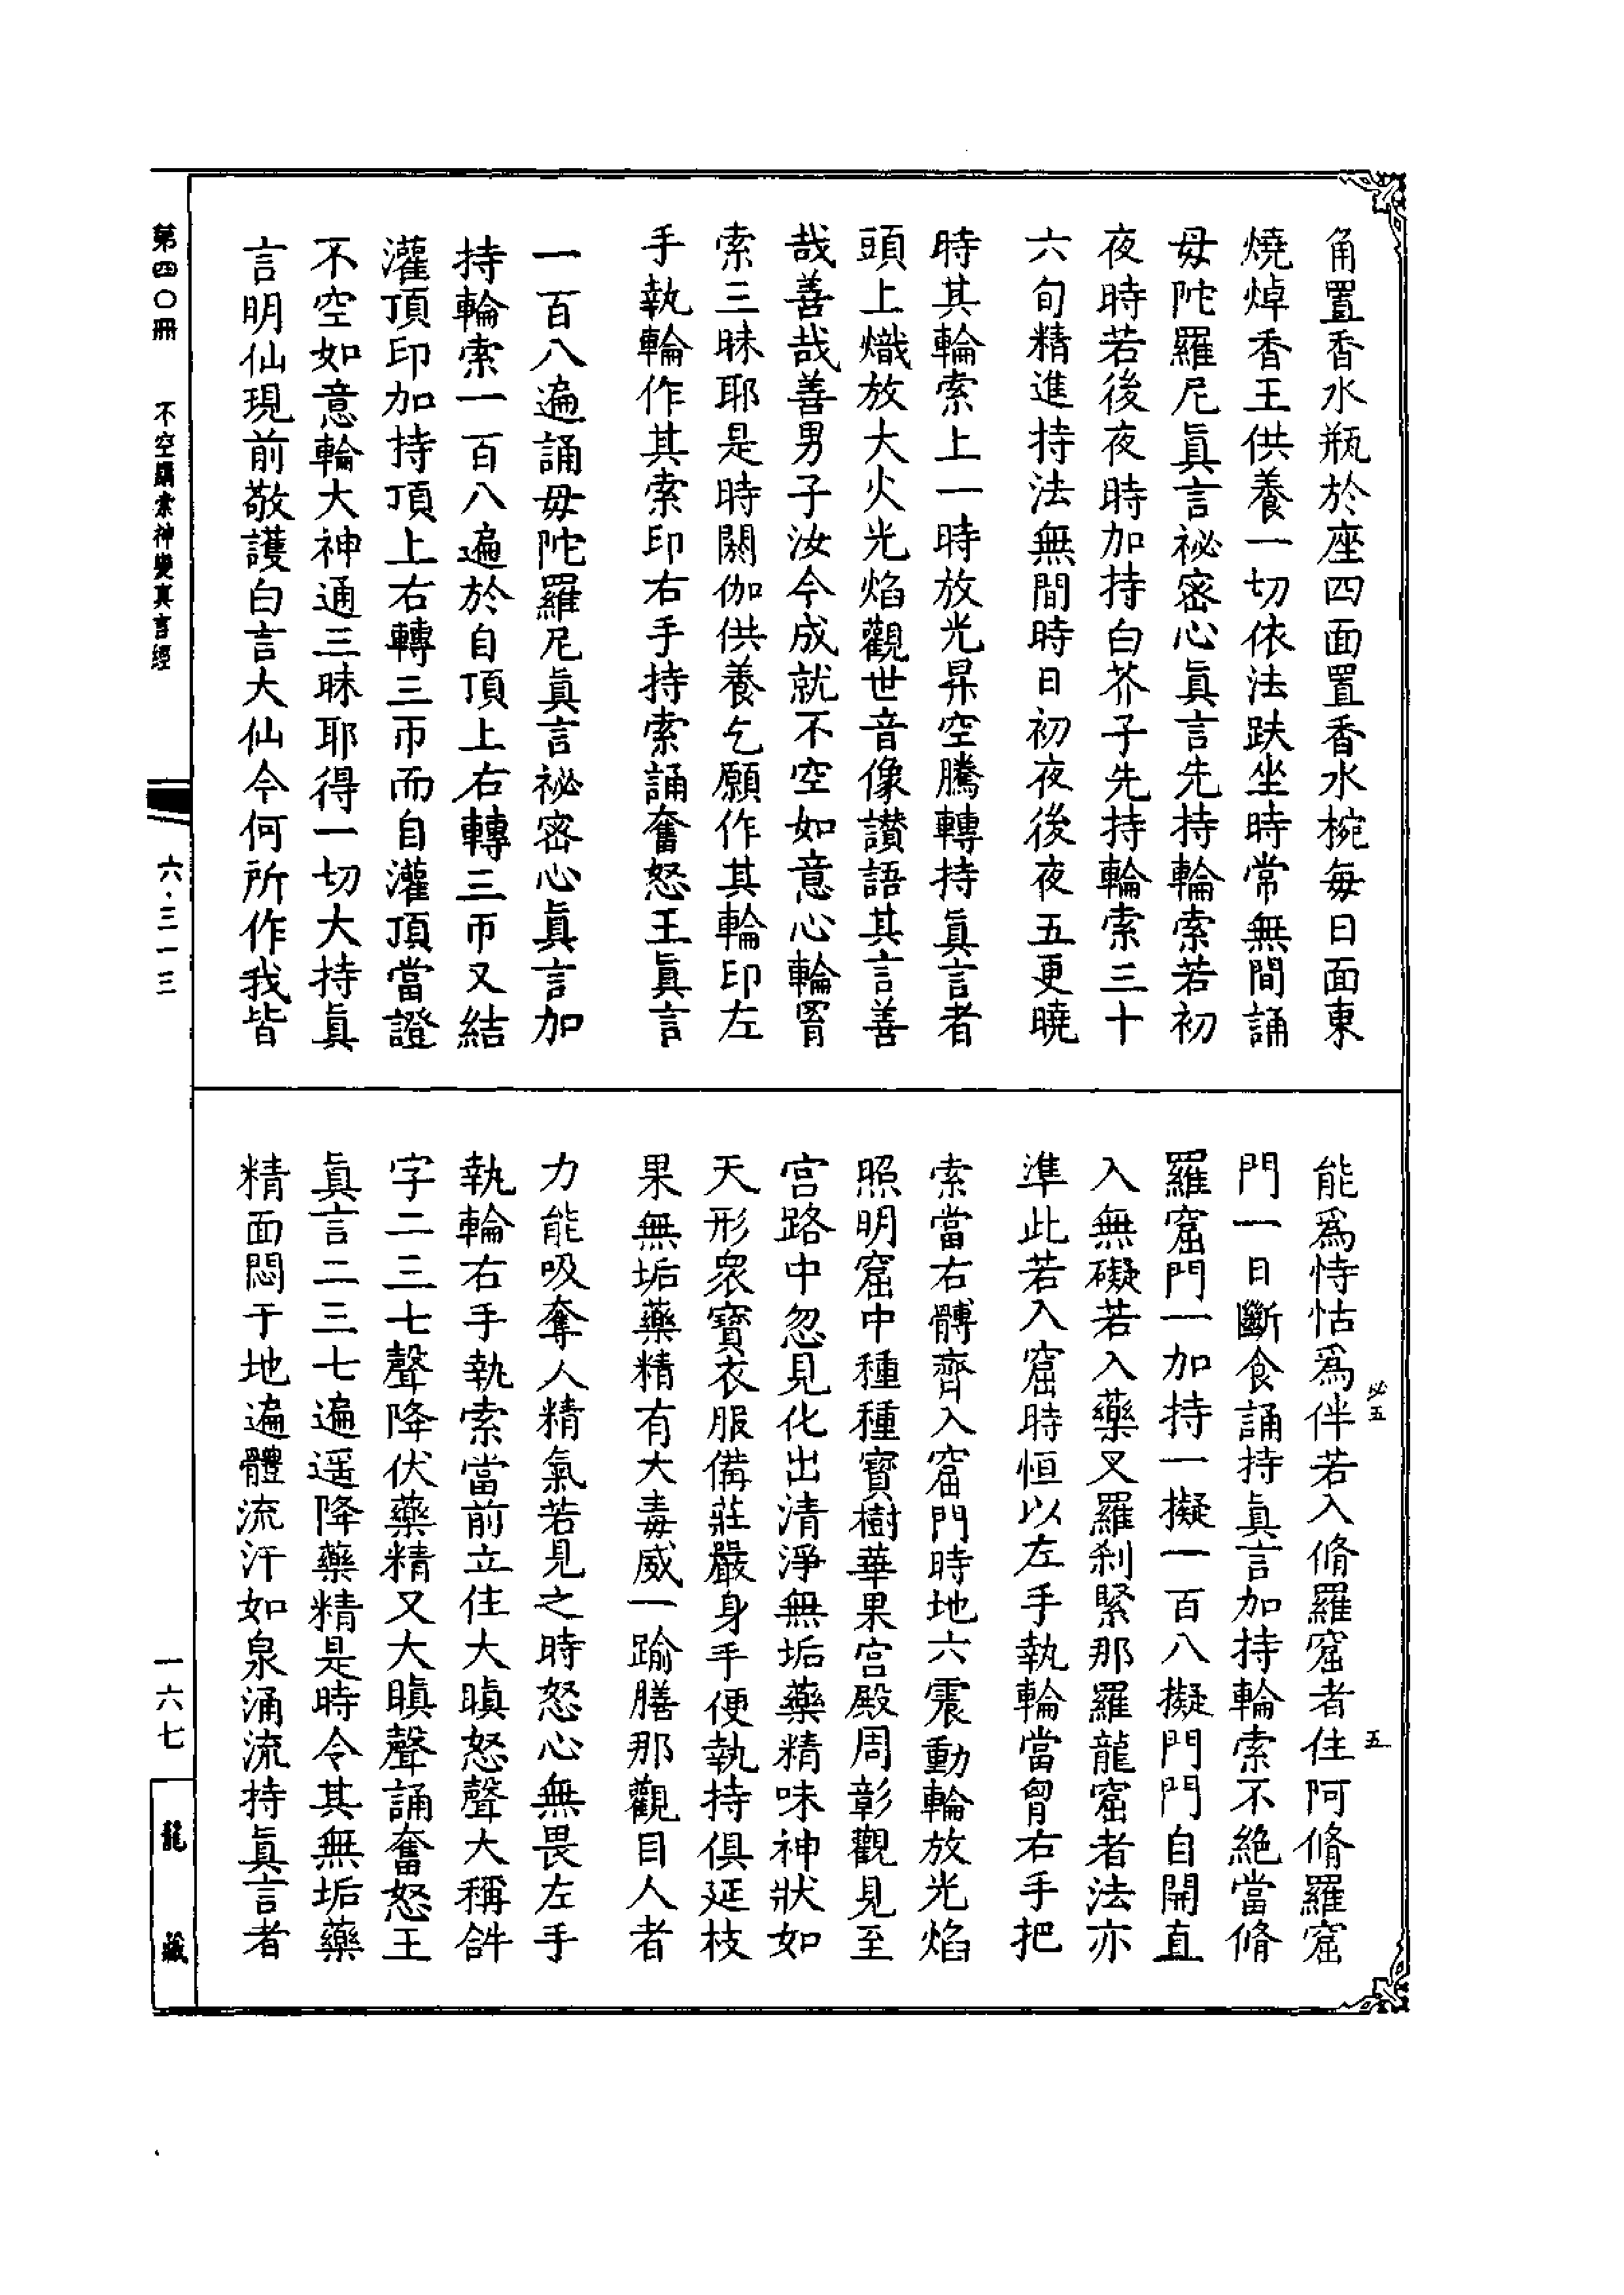 角置香水瓶於座四面置香水椀每日面東
燒焯香王供養一切依法趺坐時常無間誦
毋陀羅尼眞言祕密心眞言先持輪索若初
夜時若後夜時加持白芥子先持輪索三十
六旬精進持法無間時日初夜後夜五更曉
時其輪索上一時放光昇空騰轉持眞言者
頭上熾放大火光焰觀世音像讃語其言善
哉善哉善男子汝今成就不空如意心輪罥
索三昧耶是時閼伽供養乞願作其輪印左
手執輪作其索印右手持索誦奮怒王眞言
一百八遍誦毋陀羅尼眞言祕密心眞言加
持輪索一百八遍於自頂上右轉三帀又結
灌頂印加持頂上右轉三帀而自灌頂當證
不空如意輪大神通三昧耶得一切大持眞
言明仙現前敬護白言大仙今何所作我皆
能爲恃怙爲伴若入脩羅窟者住阿脩羅窟
門一日斷食誦持眞言加持輪索不絶當脩
羅窟門一加持一擬一百八擬門門自開直
入無礙若入藥叉羅刹緊那羅龍窟者法亦
準此若入窟時恒以左手執輪當胷右手把
索當右髆齊入窟門時地六震動輪放光焰
照明窟中種種寶樹華果宮殿周彰觀見至
宮路中忽見化出清淨無垢藥精味神狀如
天形衆寶衣服備莊嚴身手便執持俱延枝
果無垢藥精有大毒威一踰膳那觀目人者
力能吸奪人精氣若見之時怒心無畏左手
執輪右手執索當前立住大瞋怒聲大稱𤙖
字二三七聲降伏藥精又大瞋聲誦奮怒王
眞言二三七遍遥降藥精是時令其無垢藥
精面悶于地遍體流汗如泉涌流持眞言者
必五
五
第四〇冊
不空羂索神變真言經
六·三一三
一六七
龍藏